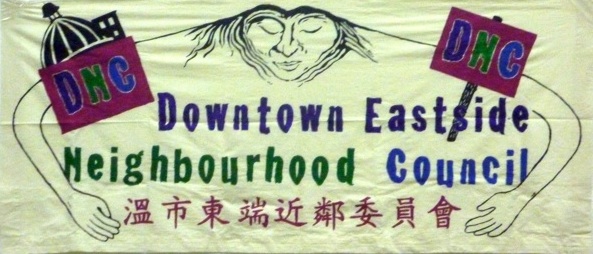 DNC
DNC
Downtown Eastside
Neighbourhood Council
溫市東端近鄰委員會